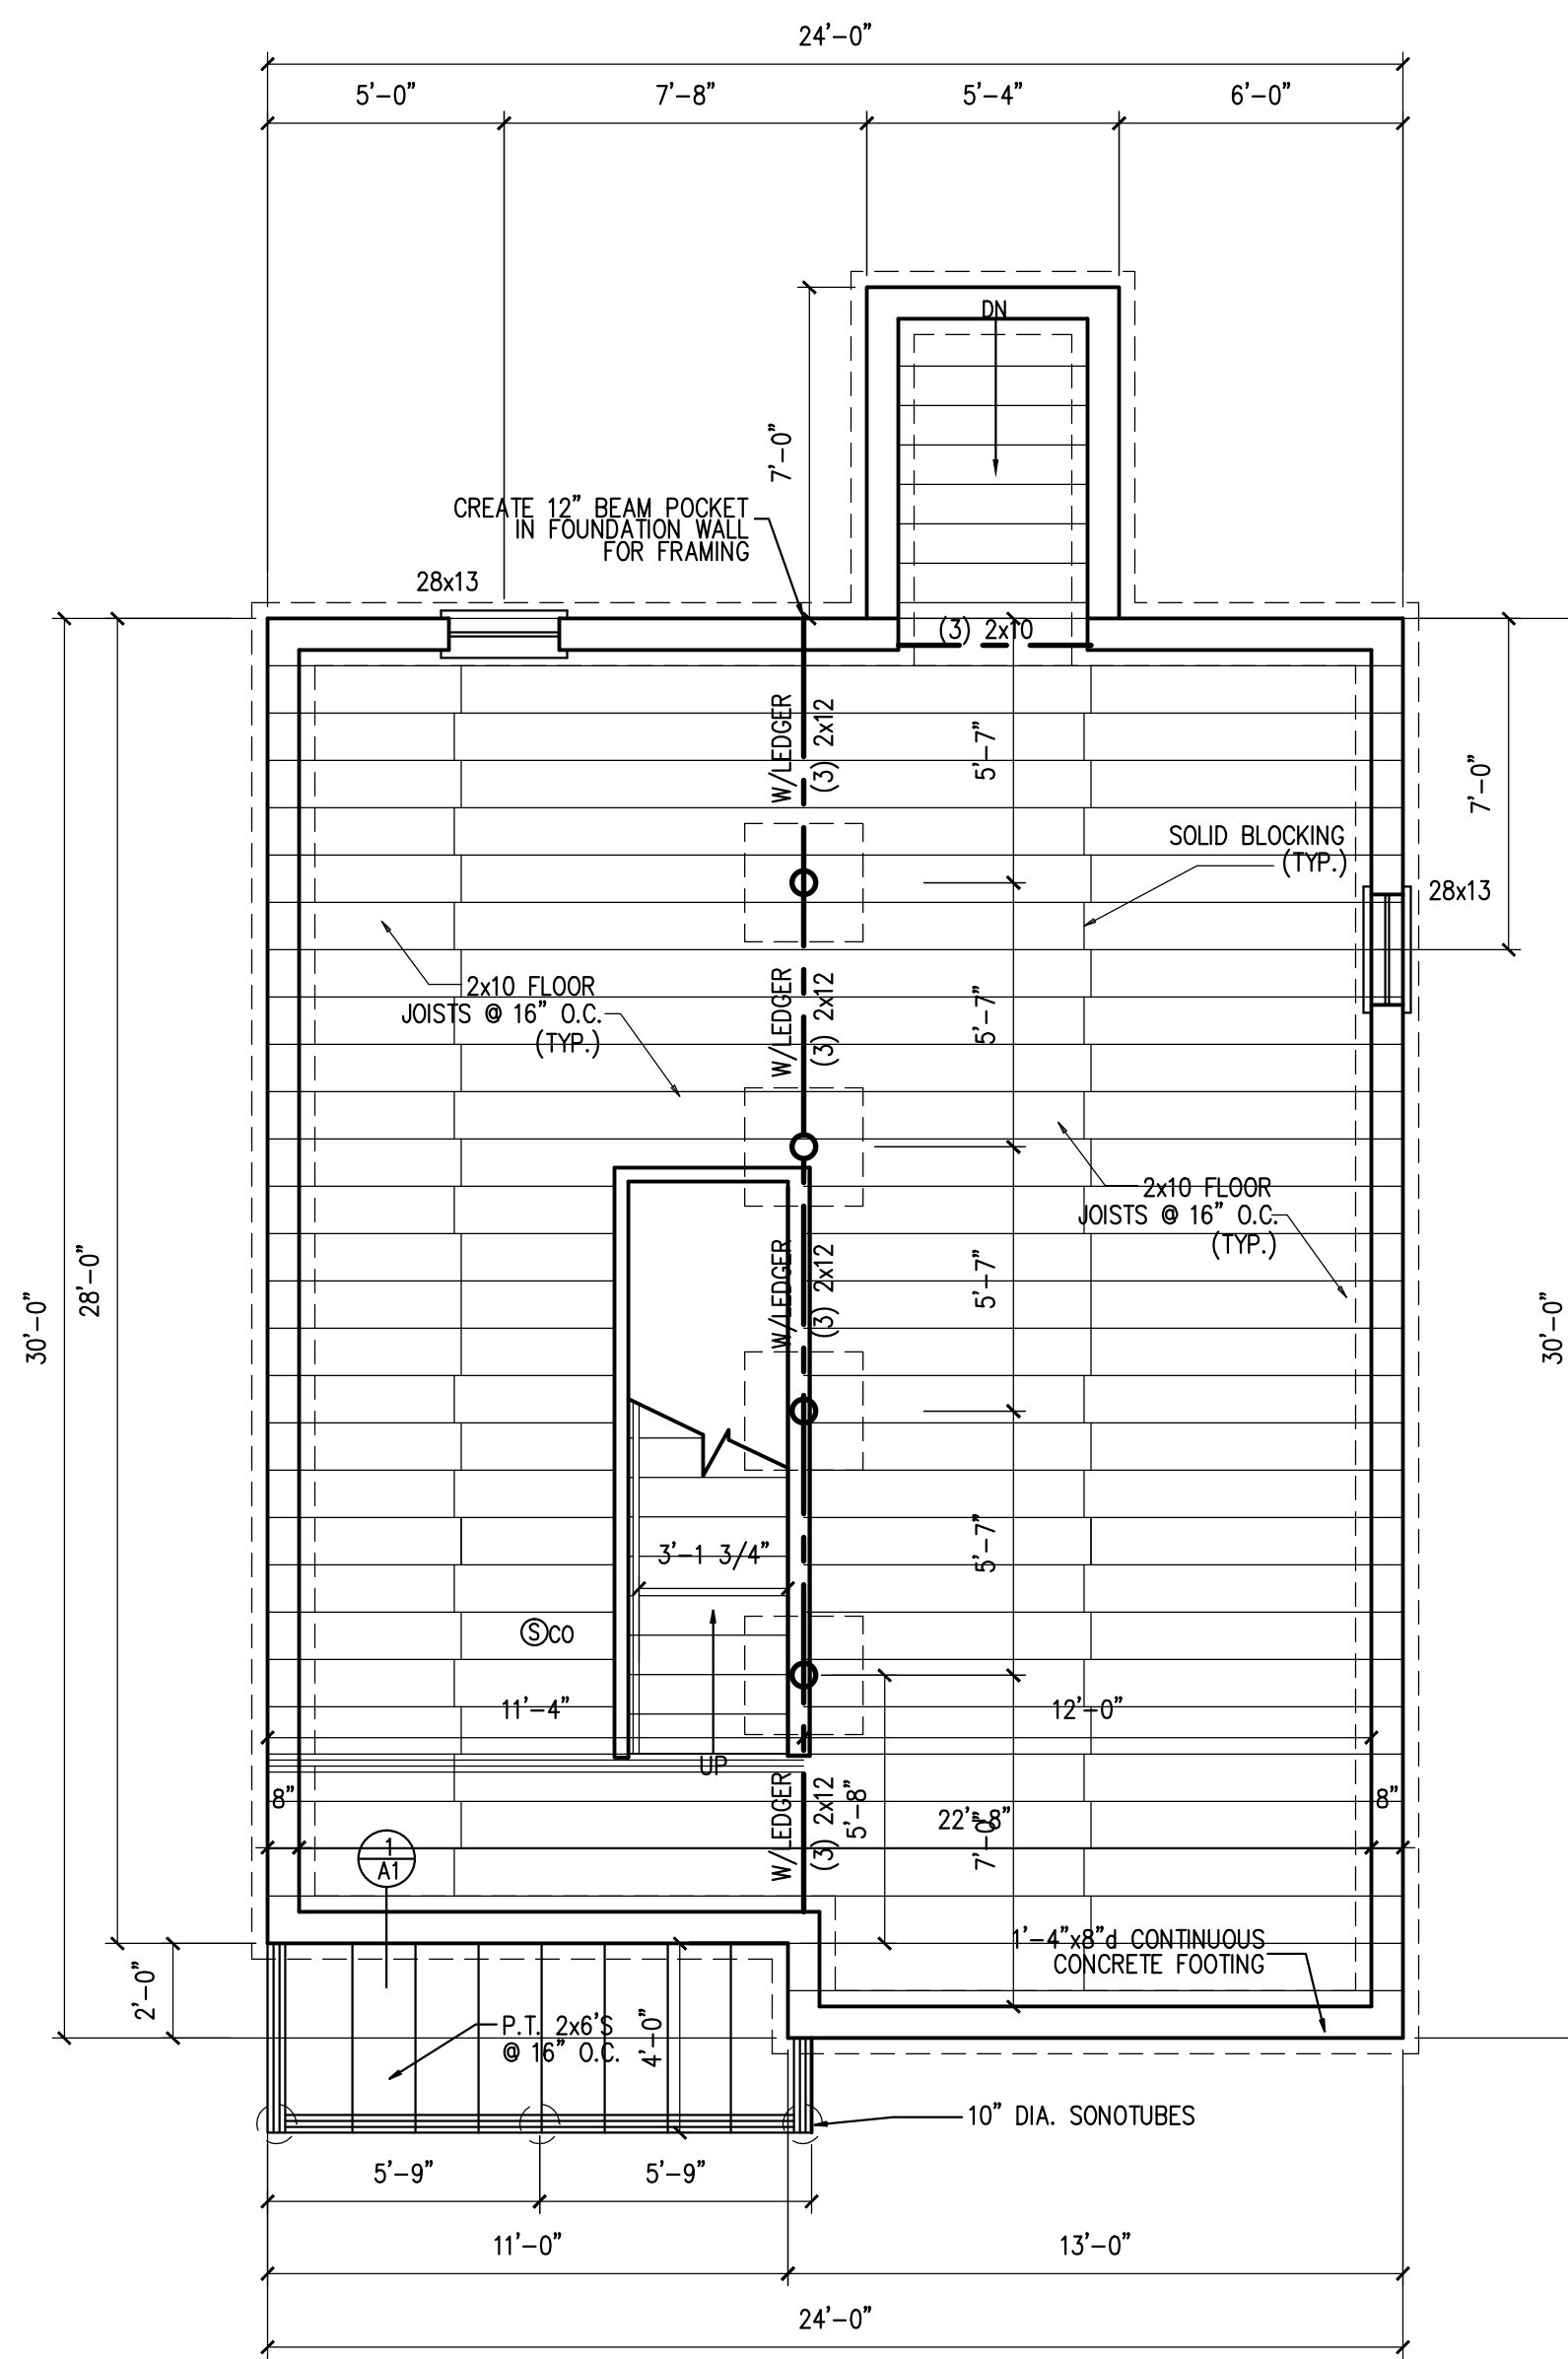 24'-0"
5'-0"
7'-8"
5'-4"
6'-0"
DN
7'-0"
CREATE 12" BEAM POCKET
IN FOUNDATION WALL
FOR FRAMING
28x13
(3) 2x10
W/LEDGER
(3) 2x12
5'-7"
7'-0"
SOLID BLOCKING
(TYP.)
28x13
2x10 FLOOR
JOISTS @ 16" O.C.
(TYP.)
W/LEDGER
(3) 2x12
5'-7"
2x10 FLOOR
JOISTS @ 16" O.C.
(TYP.)
30'-0"
28'-0"
W/LEDGER
(3) 2x12
5'-7"
30'-0"
5'-7"
3'-1 3/4"
S CO
11'-4"
12'-0"
UP
8"
W/LEDGER
(3) 2x12
5'-8"
22'-8"
7'-0"
8"
1
A1
1'-4"x8"d CONTINUOUS
CONCRETE FOOTING
2'-0"
P.T. 2x6'S
@ 16" O.C.
4'-0"
10" DIA. SONOTUBES
5'-9"
5'-9"
11'-0"
13'-0"
24'-0"